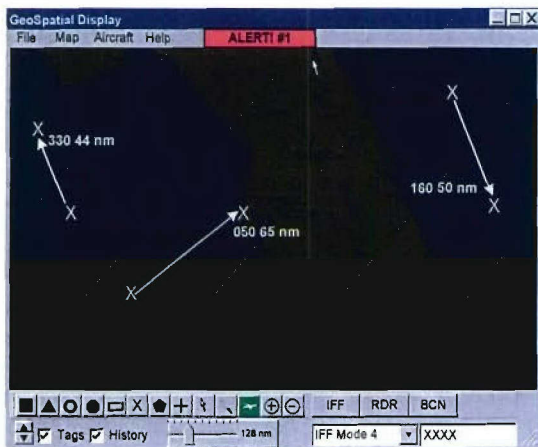 GeoSpatial Display
File Map Aircraft Help ALERT! #1
330 44 nm
160 50 nm
050 65 nm
X
IFF RDR BCN
Tags History 128 nm IFF Mode 4 XXXX